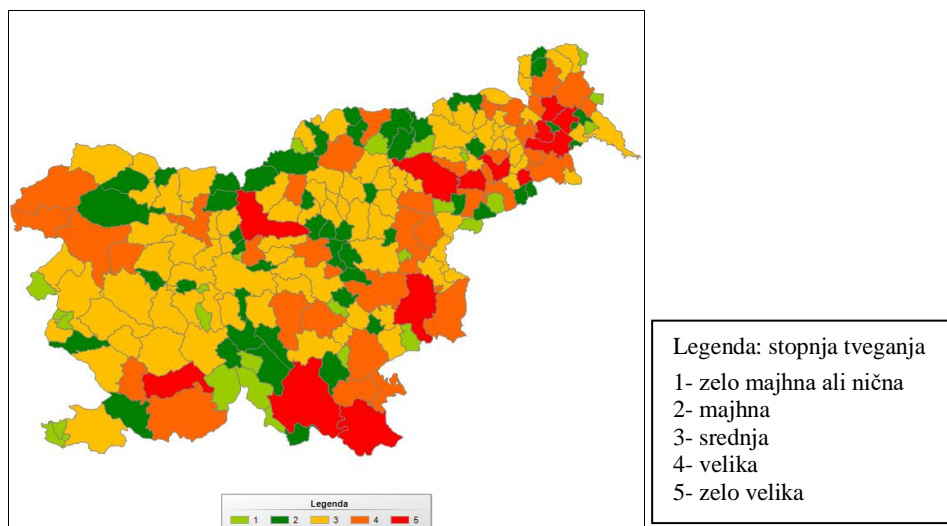 Legenda
1 2 3 4 5
Legenda: stopnja tveganja
1- zelo majhna ali nična
2- majhna
3- srednja
4- velika
5- zelo velika